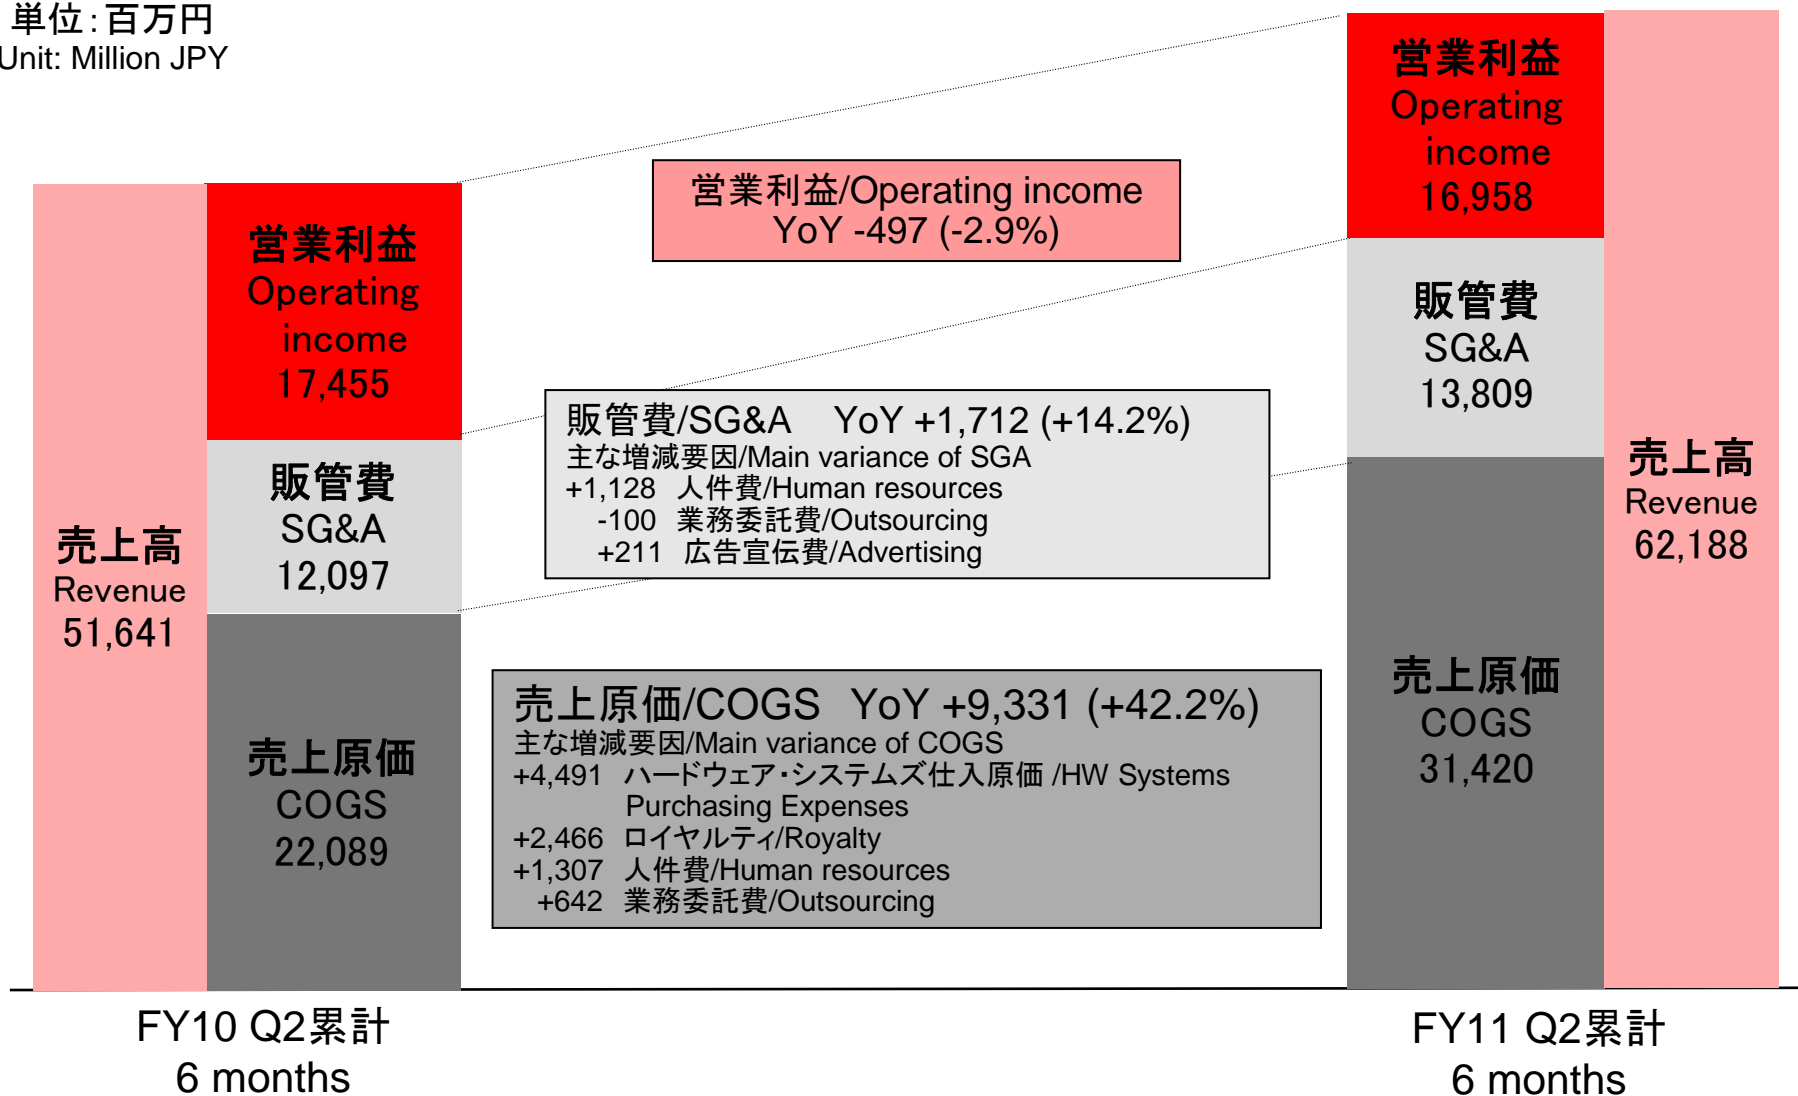 単位:百万円
Unit: Million JPY
売上高
Revenue
51,641
営業利益
Operating
income
17,455
販管費
SG&A
12,097
売上原価
COGS
22,089
営業利益/Operating income
YoY -497 (-2.9%)
販管費/SG&A YoY +1,712 (+14.2%)
主な増減要因/Main variance of SGA
+1,128 人件費/Human resources
-100 業務委託費/Outsourcing
+211 広告宣伝費/Advertising
売上原価/COGS YoY +9,331 (+42.2%)
主な増減要因/Main variance of COGS
+4,491 ハードウェア・システムズ仕入原価 /HW Systems
Purchasing Expenses
+2,466 ロイヤルティ/Royalty
+1,307 人件費/Human resources
+642 業務委託費/Outsourcing
営業利益
Operating
income
16,958
販管費
SG&A
13,809
売上原価
COGS
31,420
売上高
Revenue
62,188
FY10 Q2累計
6 months
FY11 Q2累計
6 months